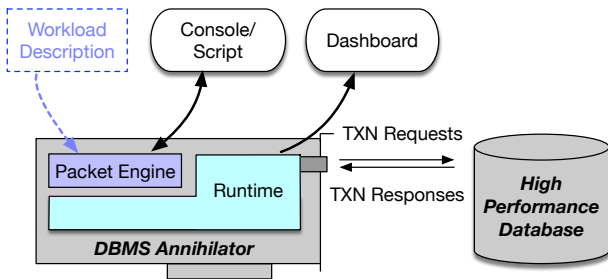 Workload
Description
Console/
Script
Dashboard
TXN Requests
Packet Engine
Runtime
TXN Responses
High
Performance
Database
DBMS Annihilator